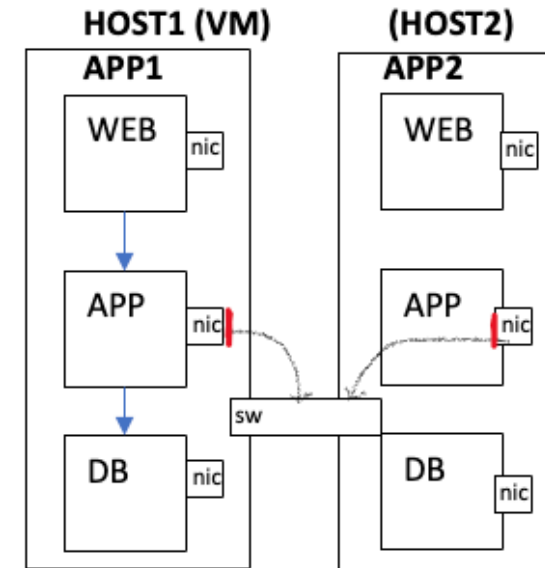 HOST1 (VM)
APP1
WEB
nic
APP
nic
DB
nic
sw
(HOST2)
APP2
WEB
nic
APP
nic
DB
nic